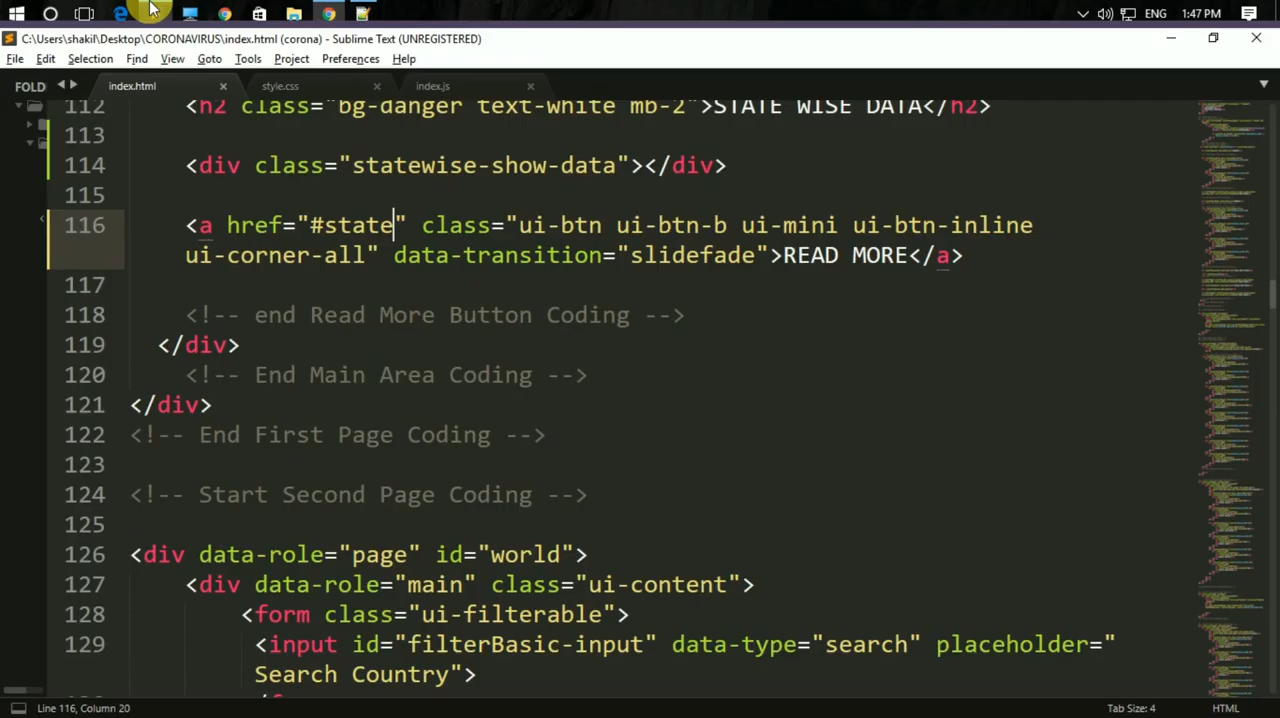 ENG 1:47 PM
C:\Users\shakil\Desktop\CORONAVIRUS\index.html (corona) - Sublime Text (UNREGISTERED)
File Edit Selection Find View Goto Tools Project Preferences Help
FOLD index.html style.css index.js
112 <h2 class="bg-danger text-white mb-2">STATE WISE DATA</h2>
113
114 <div class="statewise-show-data"></div>
115
116 <a href="#state" class="ui-btn ui-btn-b ui-mini ui-btn-inline
ui-corner-all" data-transition="slidefade">READ MORE</a>
117
118 <!-- end Read More Button Coding -->
119 </div>
120 <!-- End Main Area Coding -->
121 </div>
122 <!-- End First Page Coding -->
123
124 <!-- Start Second Page Coding -->
125
126 <div data-role="page" id="world">
127 <div data-role="main" class="ui-content">
128 <form class="ui-filterable">
129 <input id="filterBasic-input" data-type="search" placeholder="
Search Country">
Line 116, Column 20 Tab Size: 4 HTML